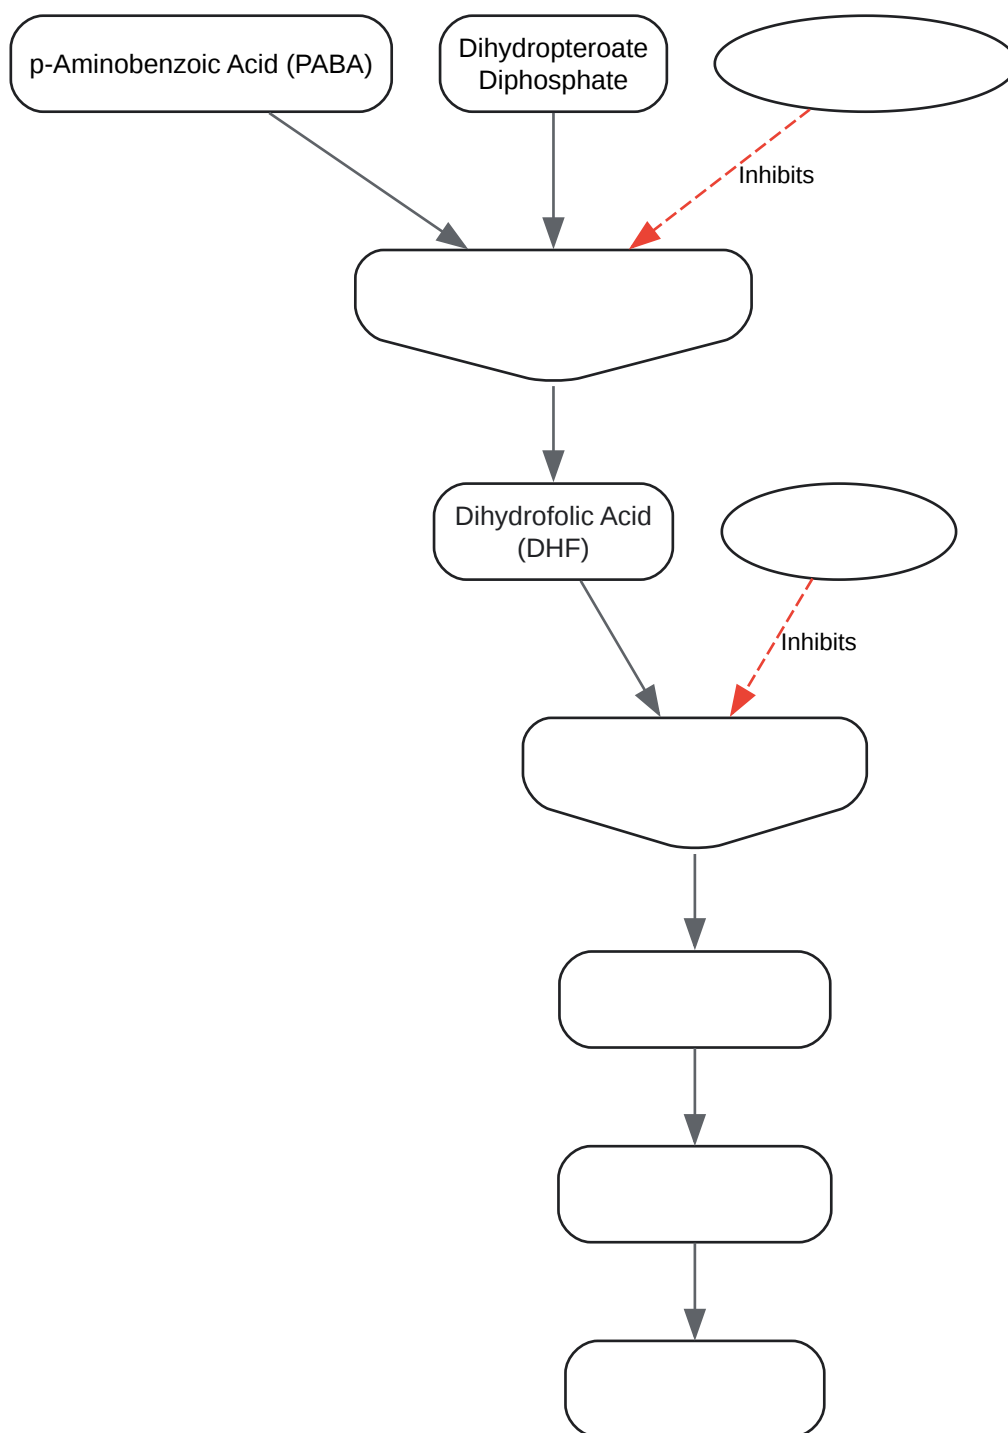 p-Aminobenzoic Acid (PABA)
Dihydropteroate
Diphosphate
Inhibits
Dihydrofolic Acid
(DHF)
Inhibits